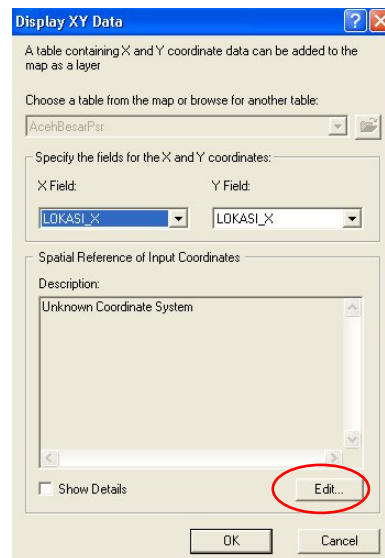 Display XY Data
A table containing X and Y coordinate data can be added to the
map as a layer
Choose a table from the map or browse for another table:
AcehBesarPsr
Specify the fields for the X and Y coordinates:
X Field: Y Field:
LOKASI_X LOKASI_X
Spatial Reference of Input Coordinates
Description:
Unknown Coordinate System
Show Details Edit...
OK Cancel